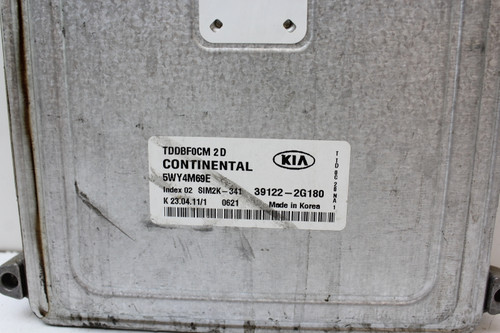 TDDBF0CM 2D
CONTINENTAL
KIA
5WY4M69E
Index 02 SIM2K-341 39122-2G180
K 23.04.11/1 0621 Made in Korea